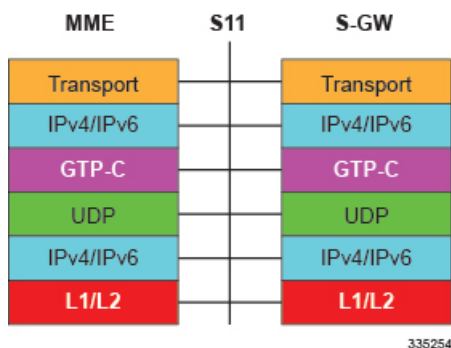 MME S11 S-GW
Transport Transport
IPv4/IPv6 IPv4/IPv6
GTP-C GTP-C
UDP UDP
IPv4/IPv6 IPv4/IPv6
L1/L2 L1/L2
335254